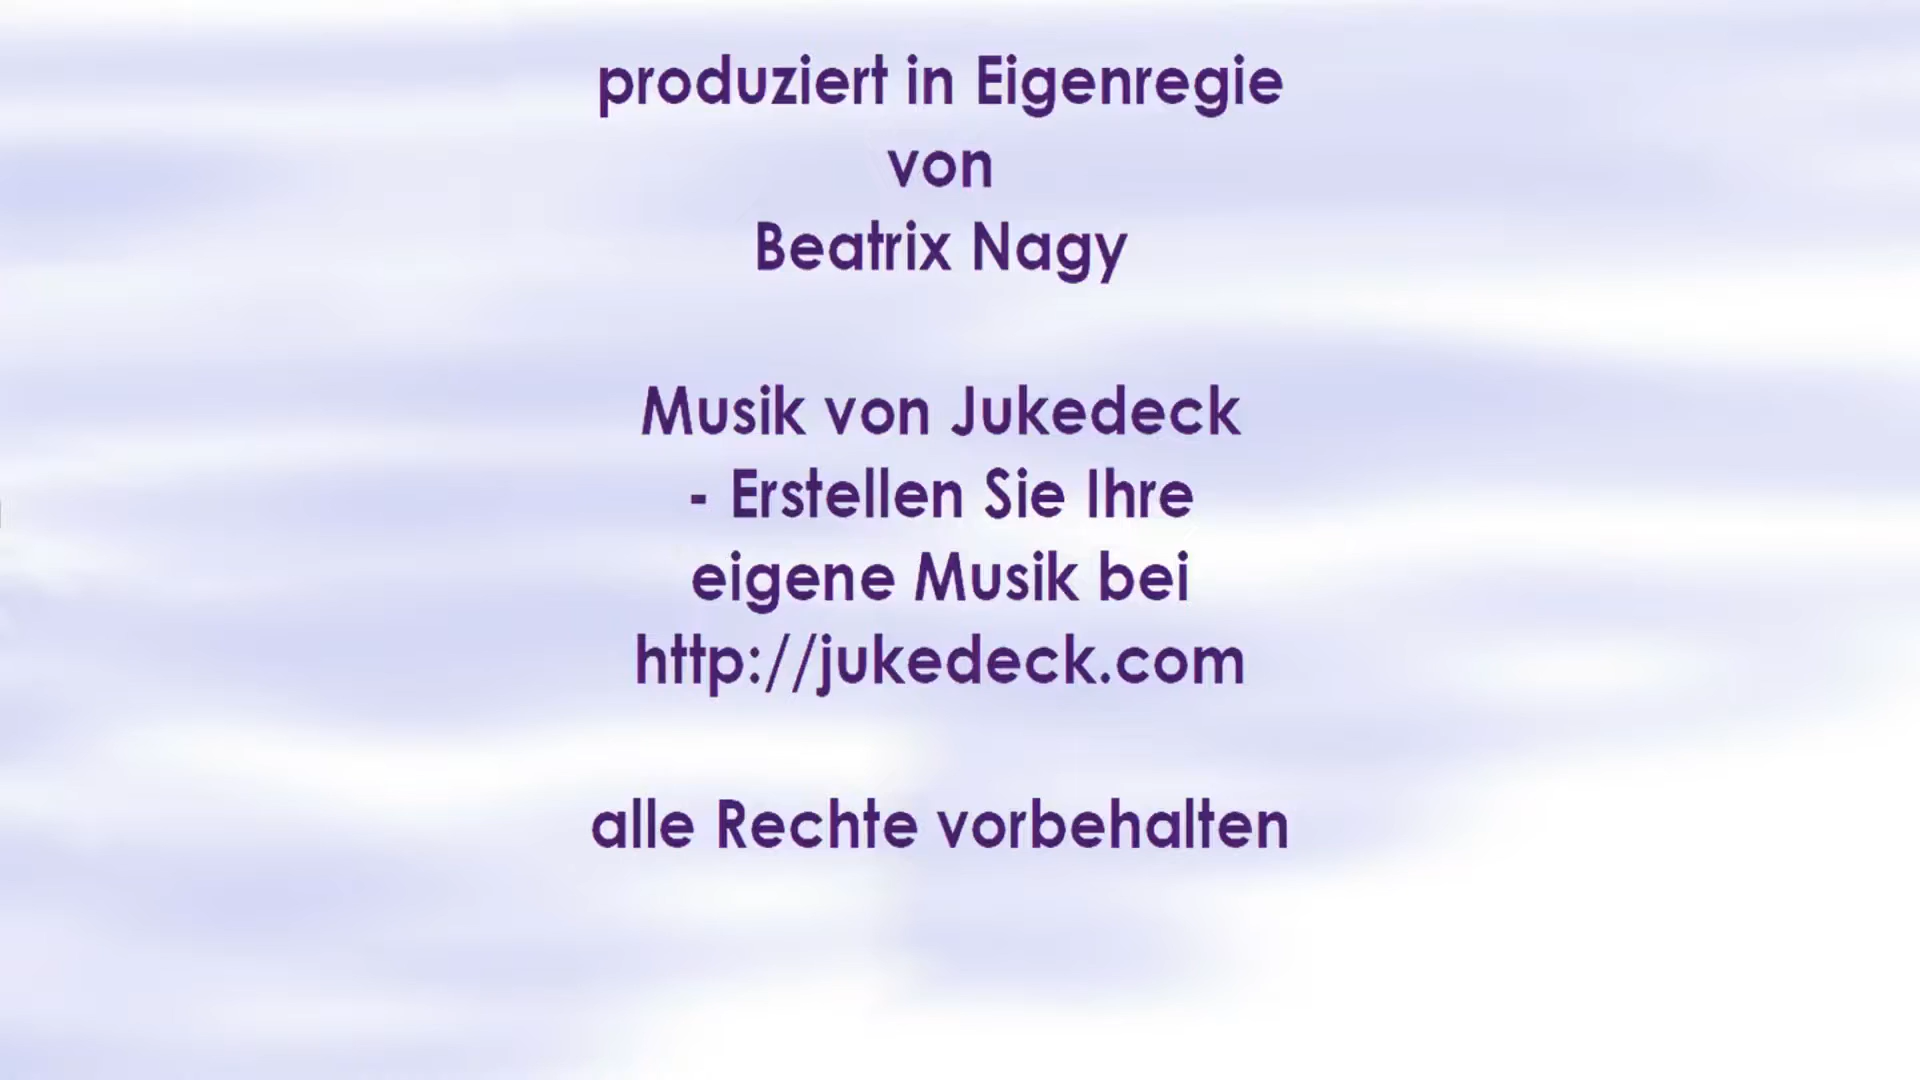 produziert in Eigenregie
von
Beatrix Nagy
Musik von Jukedeck
- Erstellen Sie Ihre
eigene Musik bei
http://jukedeck.com
alle Rechte vorbehalten